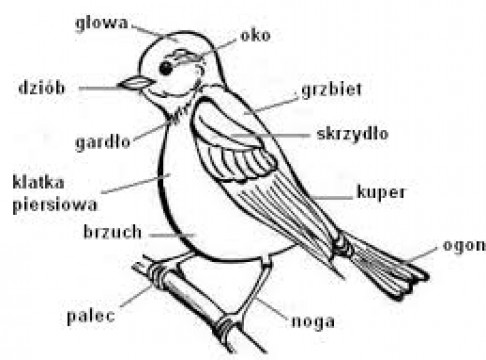 głowa
oko
dziób
grzbiet
gardło
skrzydło
klatka
piersiowa
kuper
brzuch
ogon
palec
noga